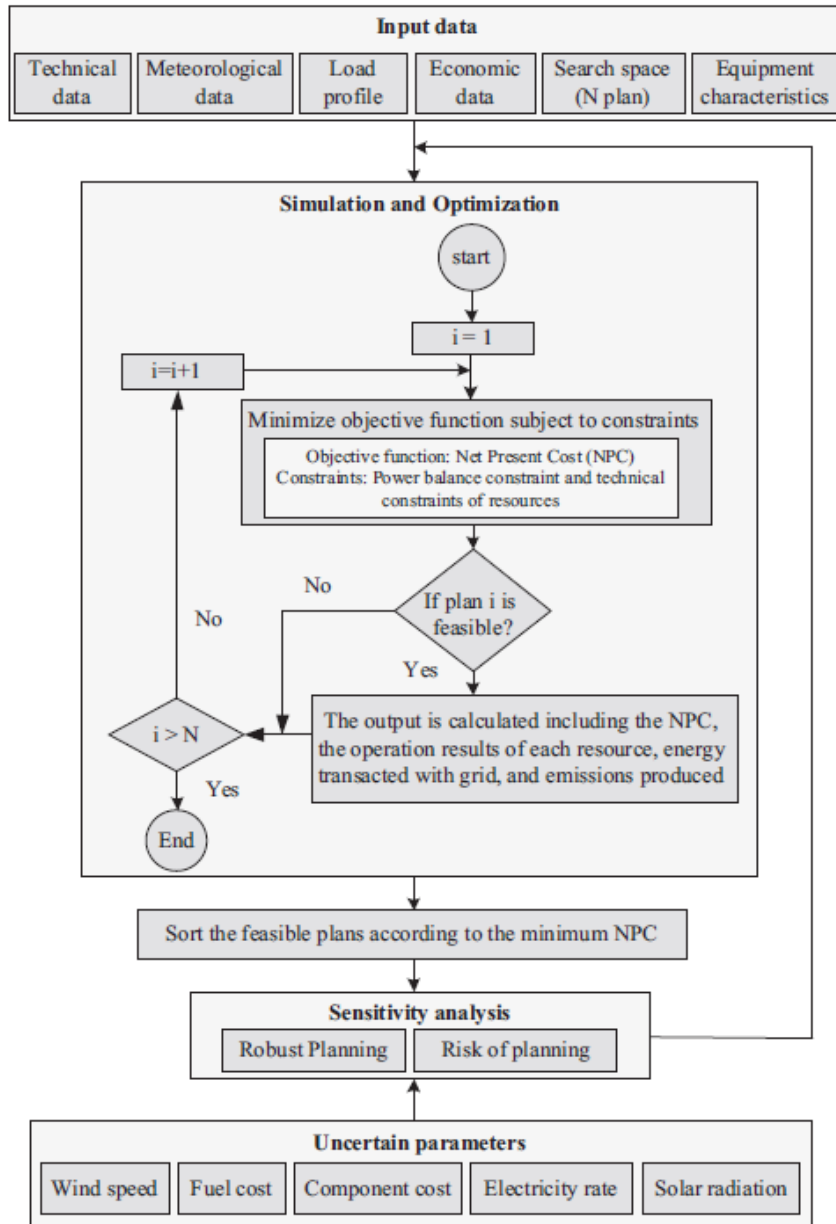 Input data
Technical
data
Meteorological
data
Load
profile
Economic
data
Search space
(N plan)
Equipment
characteristics
Simulation and Optimization
start
i = 1
i=i+1
Minimize objective function subject to constraints
Objective function: Net Present Cost (NPC)
Constraints: Power balance constraint and technical
constraints of resources
If plan i is
feasible?
No
No
Yes
The output is calculated including the NPC,
the operation results of each resource, energy
transacted with grid, and emissions produced
i > N
Yes
End
Sort the feasible plans according to the minimum NPC
Sensitivity analysis
Robust Planning
Risk of planning
Uncertain parameters
Wind speed
Fuel cost
Component cost
Electricity rate
Solar radiation